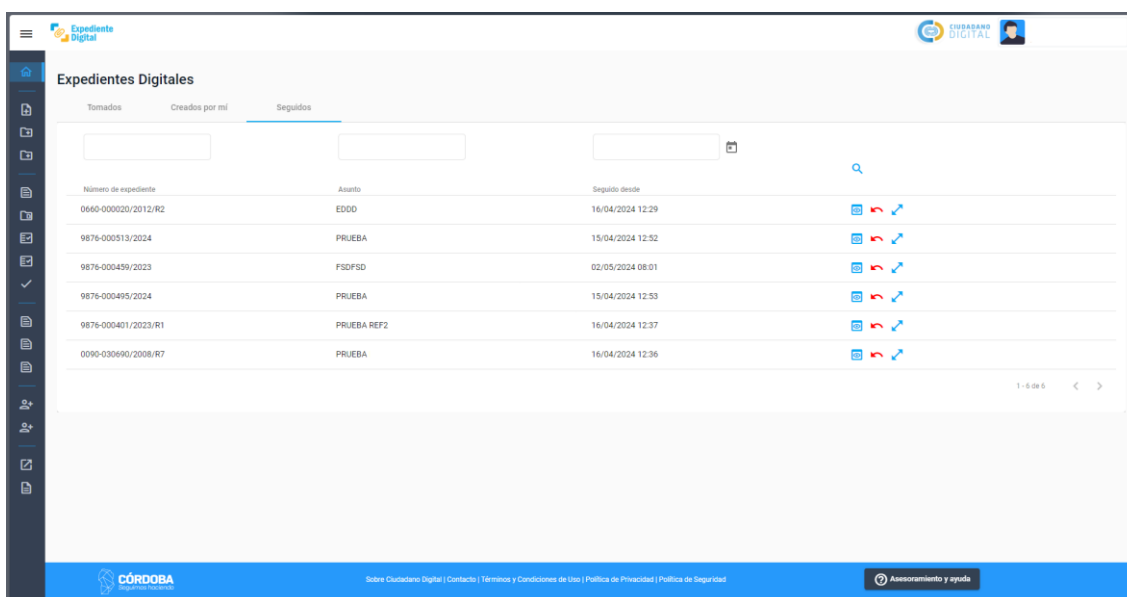 Expediente
Digital
CIUDADANO
DIGITAL
Expedientes Digitales
Tomados Creados por mí Seguidos
Número de expediente Asunto Seguido desde
0660-000020/2012/R2 EDDD 16/04/2024 12:29
9876-000513/2024 PRUEBA 15/04/2024 12:52
9876-000459/2023 FSDFSD 02/05/2024 08:01
9876-000495/2024 PRUEBA 15/04/2024 12:53
9876-000401/2023/R1 PRUEBA REF2 16/04/2024 12:37
0090-030690/2008/R7 PRUEBA 16/04/2024 12:36
1 - 6 de 6
CÓRDOBA
Seguimos haciendo
Sobre Ciudadano Digital | Contacto | Términos y Condiciones de Uso | Política de Privacidad | Política de Seguridad
Asesoramiento y ayuda